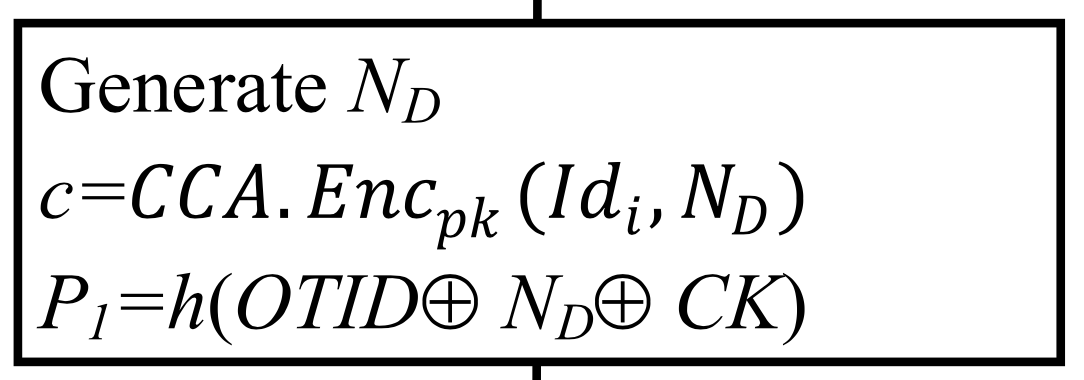 Generate N_D
c=CCA.Enc_pk (Id_i, N_D)
P_1=h(OTID⊕ N_D⊕ CK)